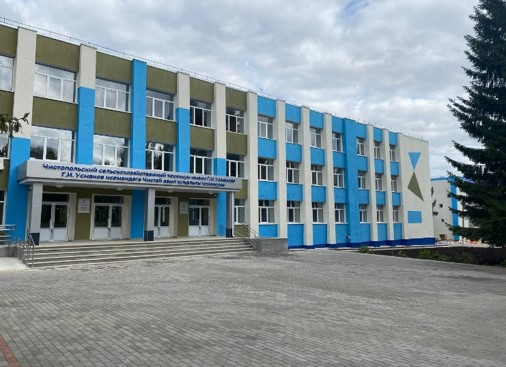 Чистопольский сельскохозяйственный техникум имени Г.И. Усманова
Г.И. Усманов исемендәге Чистай авыл хуҗалыгы техникумы